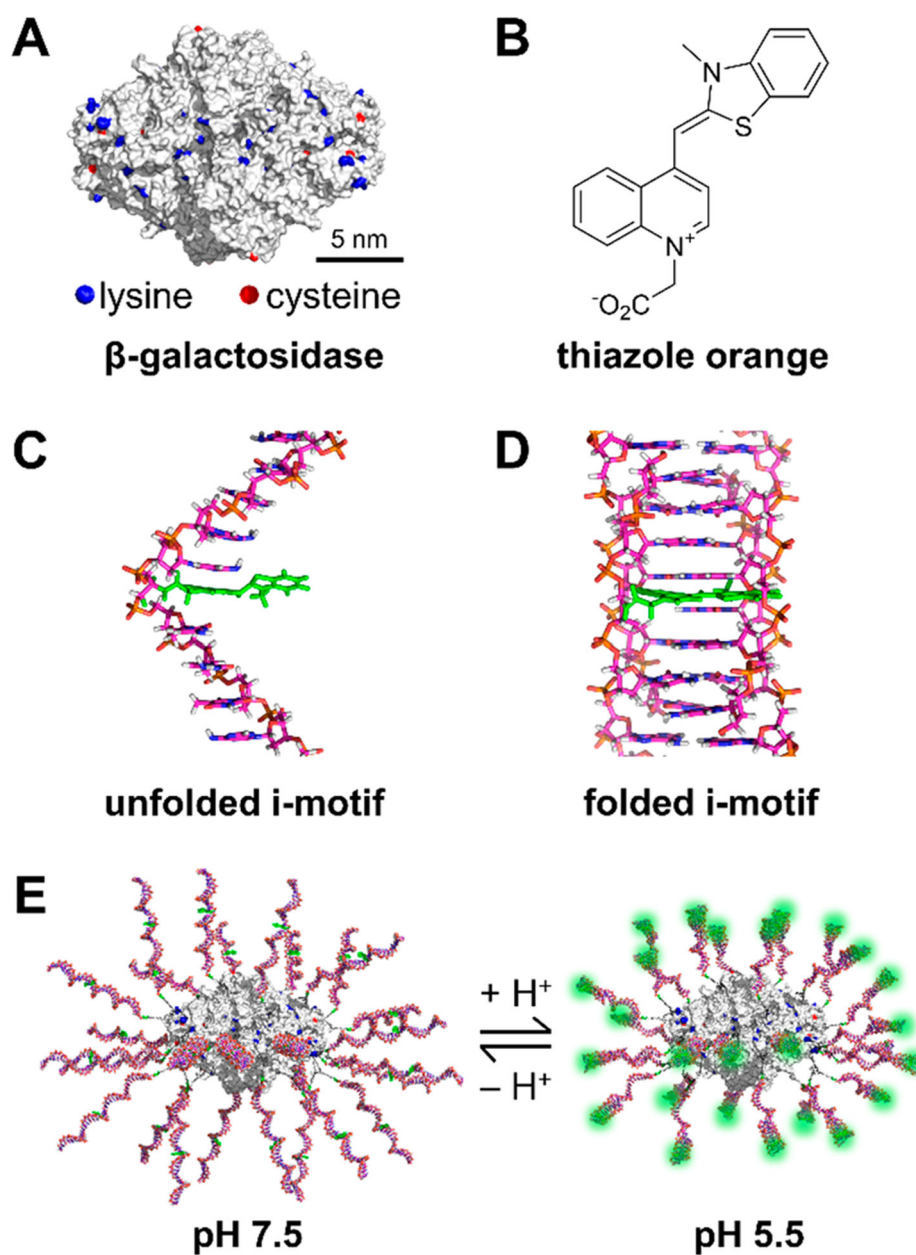 A
B
5 nm
lysine
cysteine
β-galactosidase
N
S
N+
-O2C
thiazole orange
C
D
unfolded i-motif
folded i-motif
E
+ H+
– H+
pH 7.5
pH 5.5